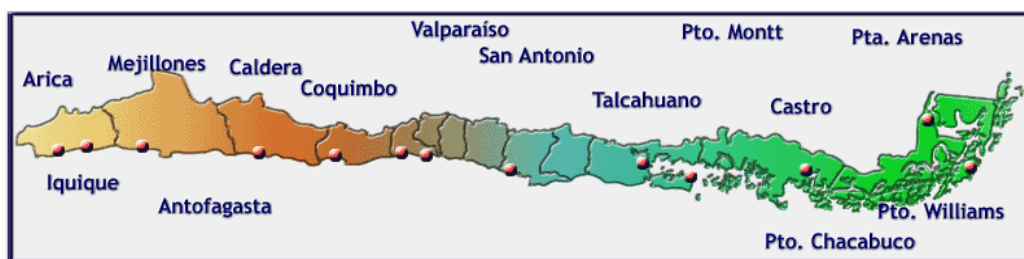 Valparaíso
Pto. Montt
Pta. Arenas
San Antonio
Mejillones
Caldera
Arica
Coquimbo
Talcahuano
Castro
Iquique
Antofagasta
Pto. Williams
Pto. Chacabuco